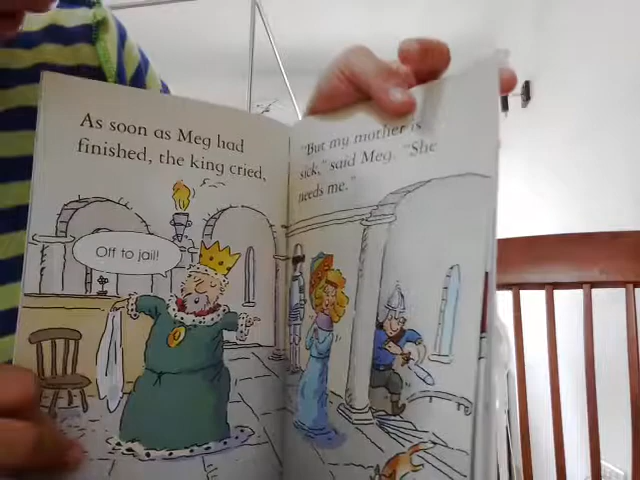 As soon as Meg had
finished, the king cried,
Off to jail!
"But my mother is
sick," said Meg. "She
needs me."